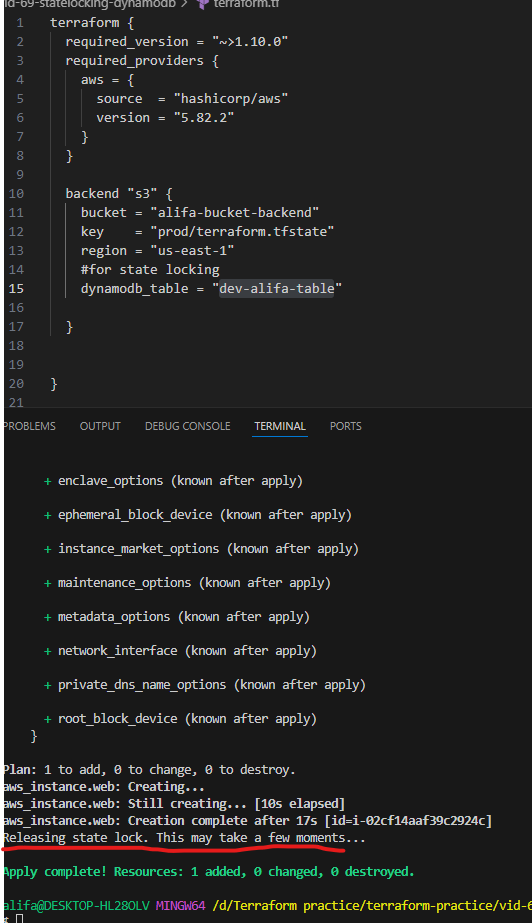 id-69-statelocking-dynamodb > terraform.tf
1 terraform {
2 required_version = "~>1.10.0"
3 required_providers {
4 aws = {
5 source = "hashicorp/aws"
6 version = "5.82.2"
7 }
8 }
9
10 backend "s3" {
11 bucket = "alifa-bucket-backend"
12 key = "prod/terraform.tfstate"
13 region = "us-east-1"
14 #for state locking
15 dynamodb_table = "dev-alifa-table"
16
17 }
18
19
20 }
21
PROBLEMS OUTPUT DEBUG CONSOLE TERMINAL PORTS
+ enclave_options (known after apply)
+ ephemeral_block_device (known after apply)
+ instance_market_options (known after apply)
+ maintenance_options (known after apply)
+ metadata_options (known after apply)
+ network_interface (known after apply)
+ private_dns_name_options (known after apply)
+ root_block_device (known after apply)
}
Plan: 1 to add, 0 to change, 0 to destroy.
aws_instance.web: Creating...
aws_instance.web: Still creating... [10s elapsed]
aws_instance.web: Creation complete after 17s [id=i-02cf14aaf39c2924c]
Releasing state lock. This may take a few moments...
Apply complete! Resources: 1 added, 0 changed, 0 destroyed.
alifa@DESKTOP-HL28OLV MINGW64 /d/Terraform practice/terraform-practice/vid-6
$